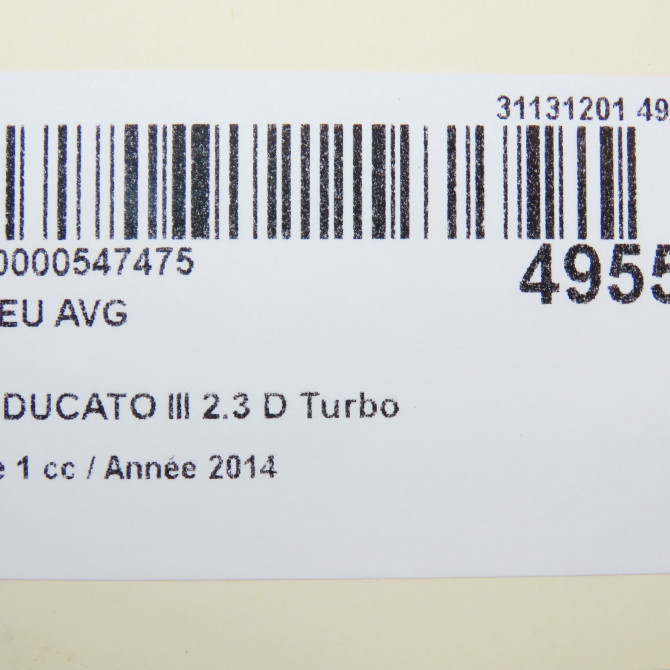 31131201 49
0000547475
4955
EU AVG
DUCATO III 2.3 D Turbo
e 1 cc / Année 2014